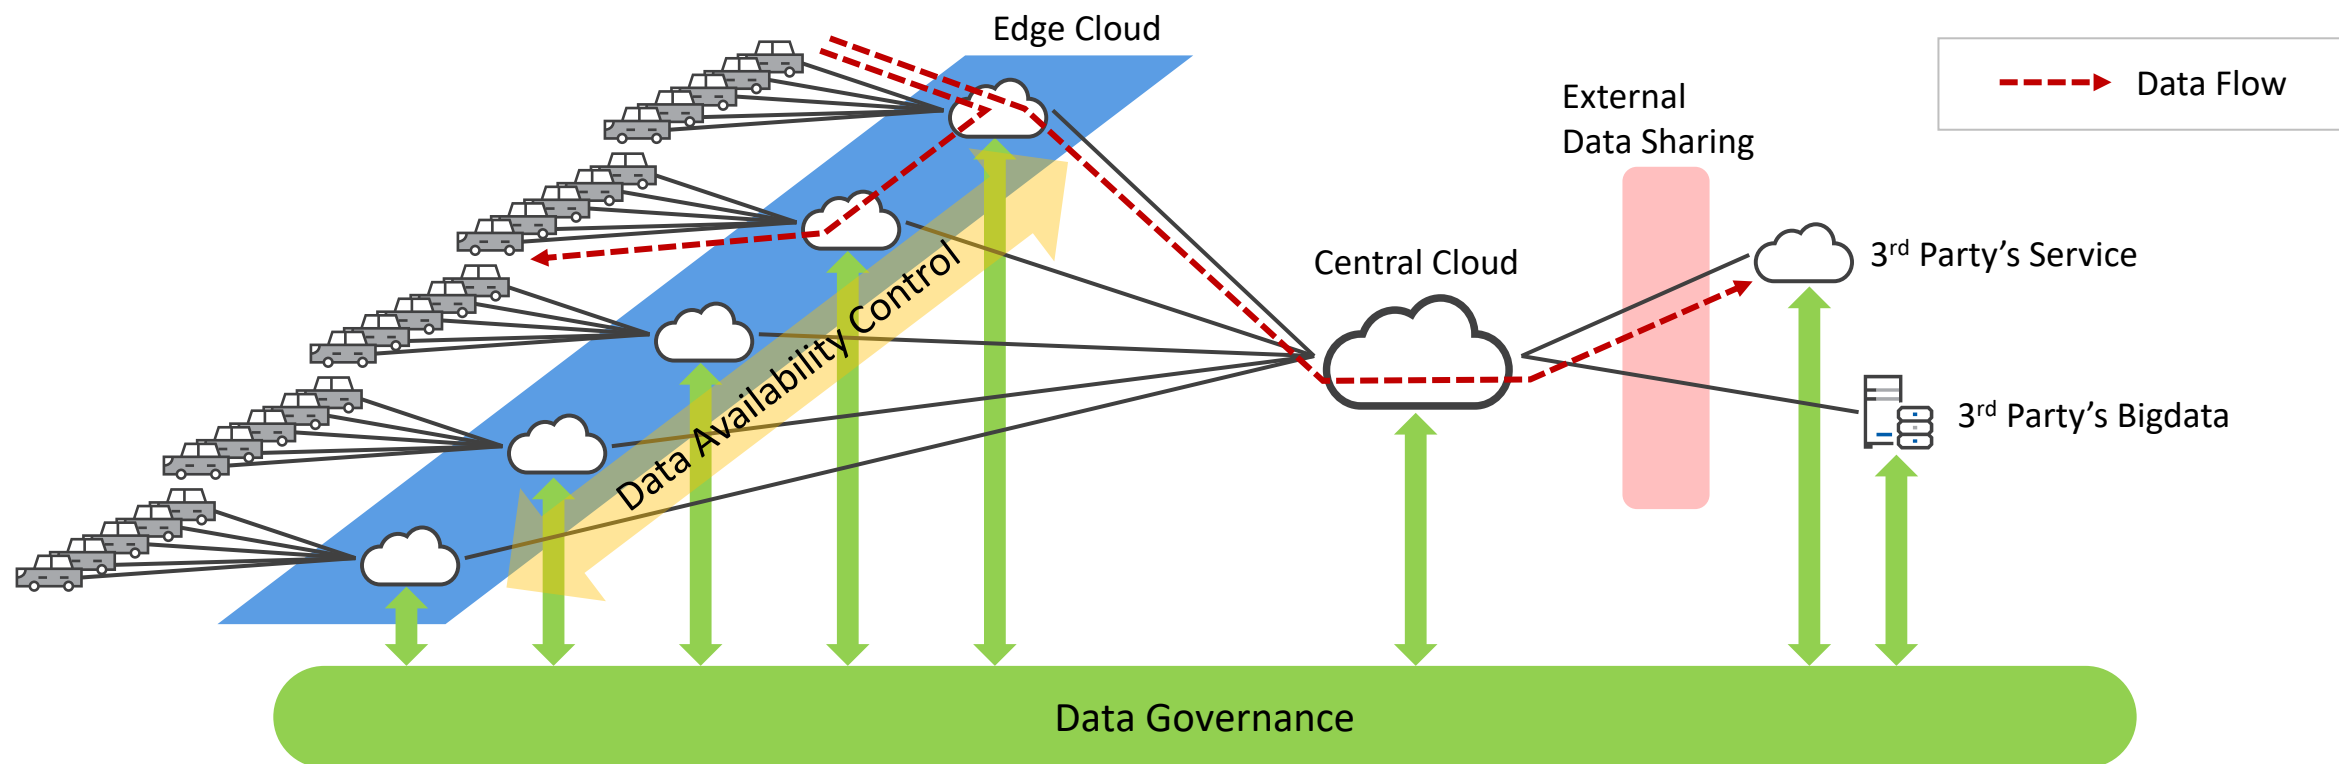 Edge Cloud
Data Flow
External
Data Sharing
3rd Party’s Service
Central Cloud
Data Availability Control
3rd Party’s Bigdata
Data Governance